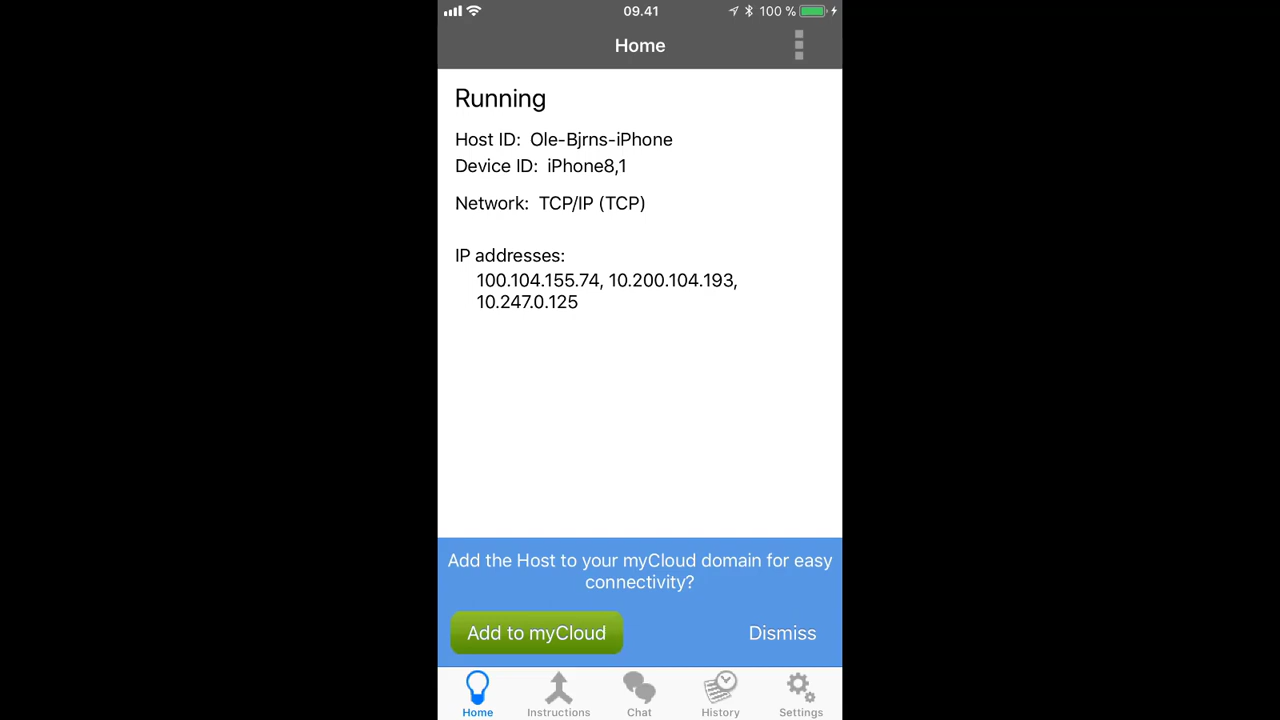 09.41
100 %
Home
Running
Host ID: Ole-Bjrns-iPhone
Device ID: iPhone8,1
Network: TCP/IP (TCP)
IP addresses:
100.104.155.74, 10.200.104.193,
10.247.0.125
Add the Host to your myCloud domain for easy
connectivity?
Add to myCloud
Dismiss
Home
Instructions
Chat
History
Settings